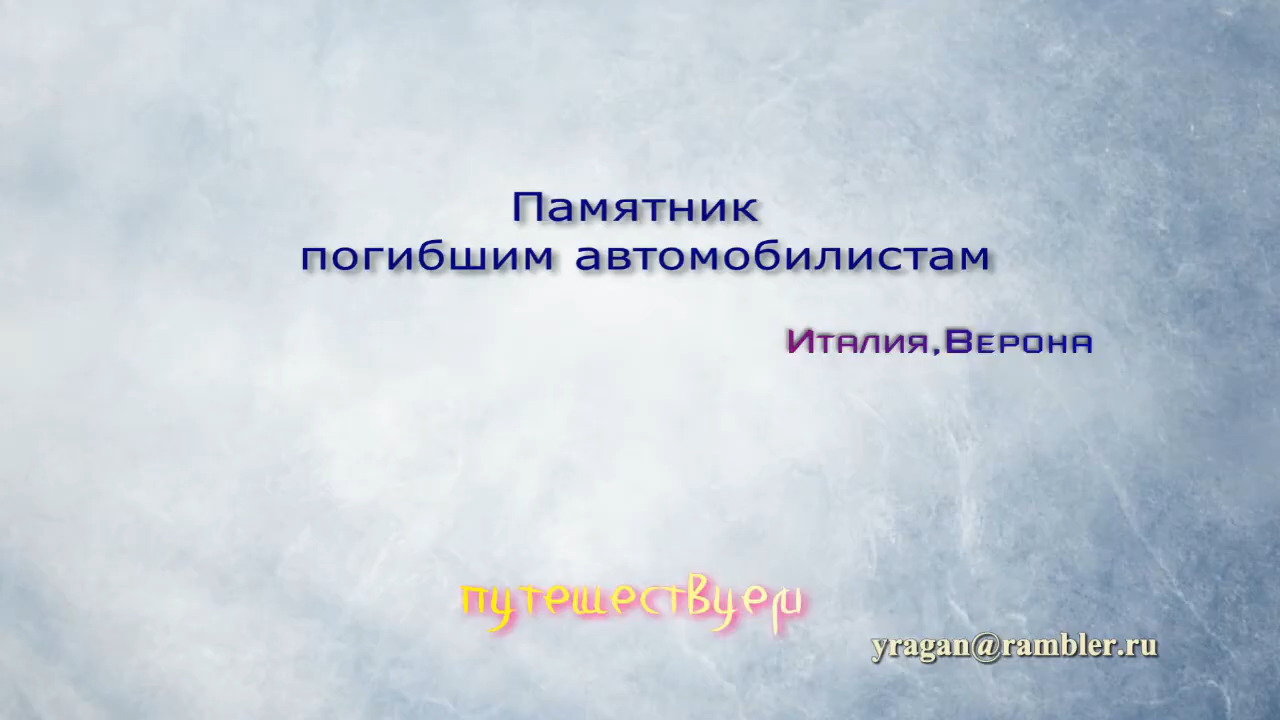 Памятник
погибшим автомобилистам
Италия,Верона
путешествуем
yragan@rambler.ru